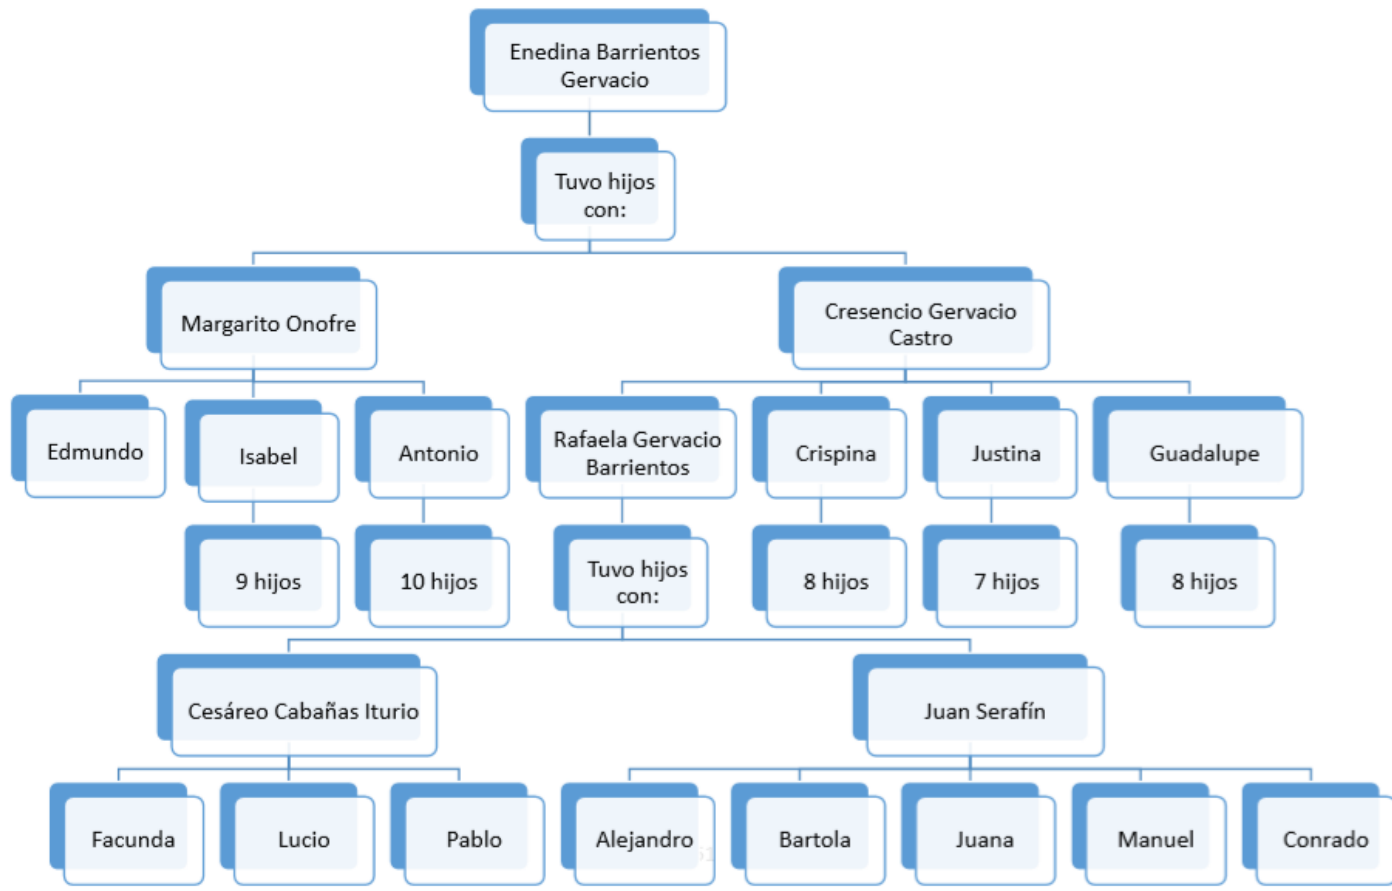 Enedina Barrientos
Gervacio
Tuvo hijos
con:
Margarito Onofre
Cresencio Gervacio
Castro
Edmundo
Isabel
Antonio
Rafaela Gervacio
Barrientos
Crispina
Justina
Guadalupe
9 hijos
10 hijos
Tuvo hijos
con:
8 hijos
7 hijos
8 hijos
Cesáreo Cabañas Iturio
Juan Serafín
Facunda
Lucio
Pablo
Alejandro
Bartola
Juana
Manuel
Conrado